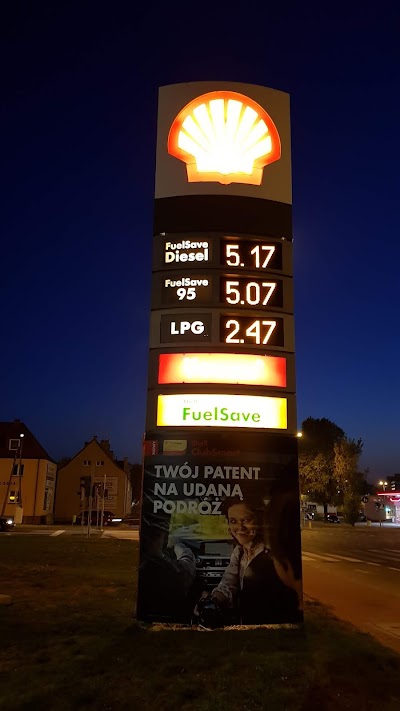 FuelSave
Diesel 5.17
FuelSave
95 5.07
LPG 2.47
FuelSave
TWÓJ PATENT
NA UDANĄ
PODRÓŻ